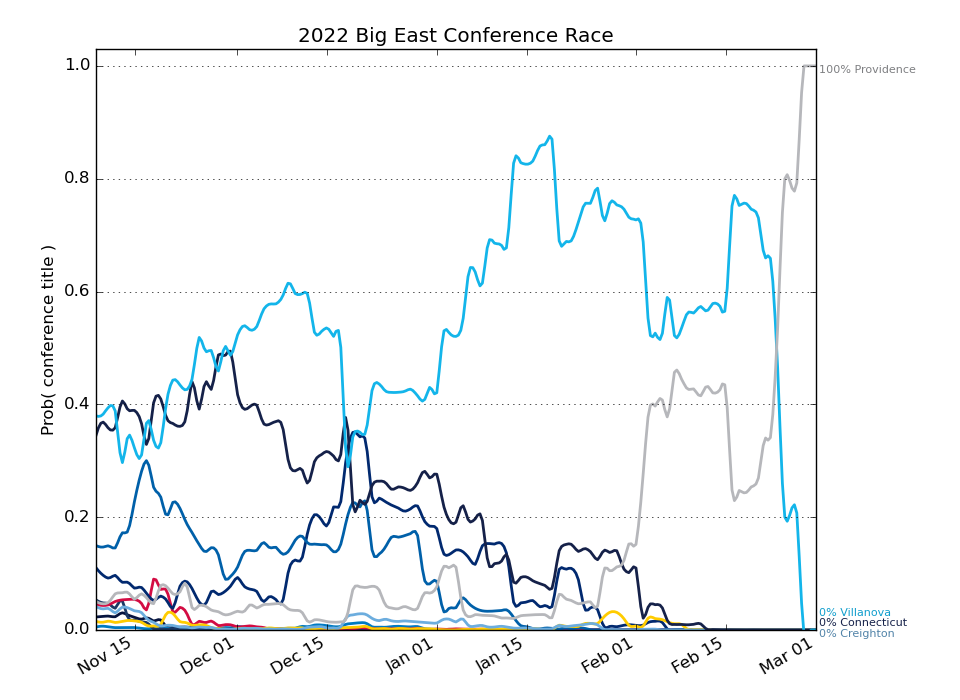 2022 Big East Conference Race
Prob( conference title )
1.0
0.8
0.6
0.4
0.2
0.0
Nov 15
Dec 01
Dec 15
Jan 01
Jan 15
Feb 01
Feb 15
Mar 01
100% Providence
0% Villanova
0% Connecticut
0% Creighton